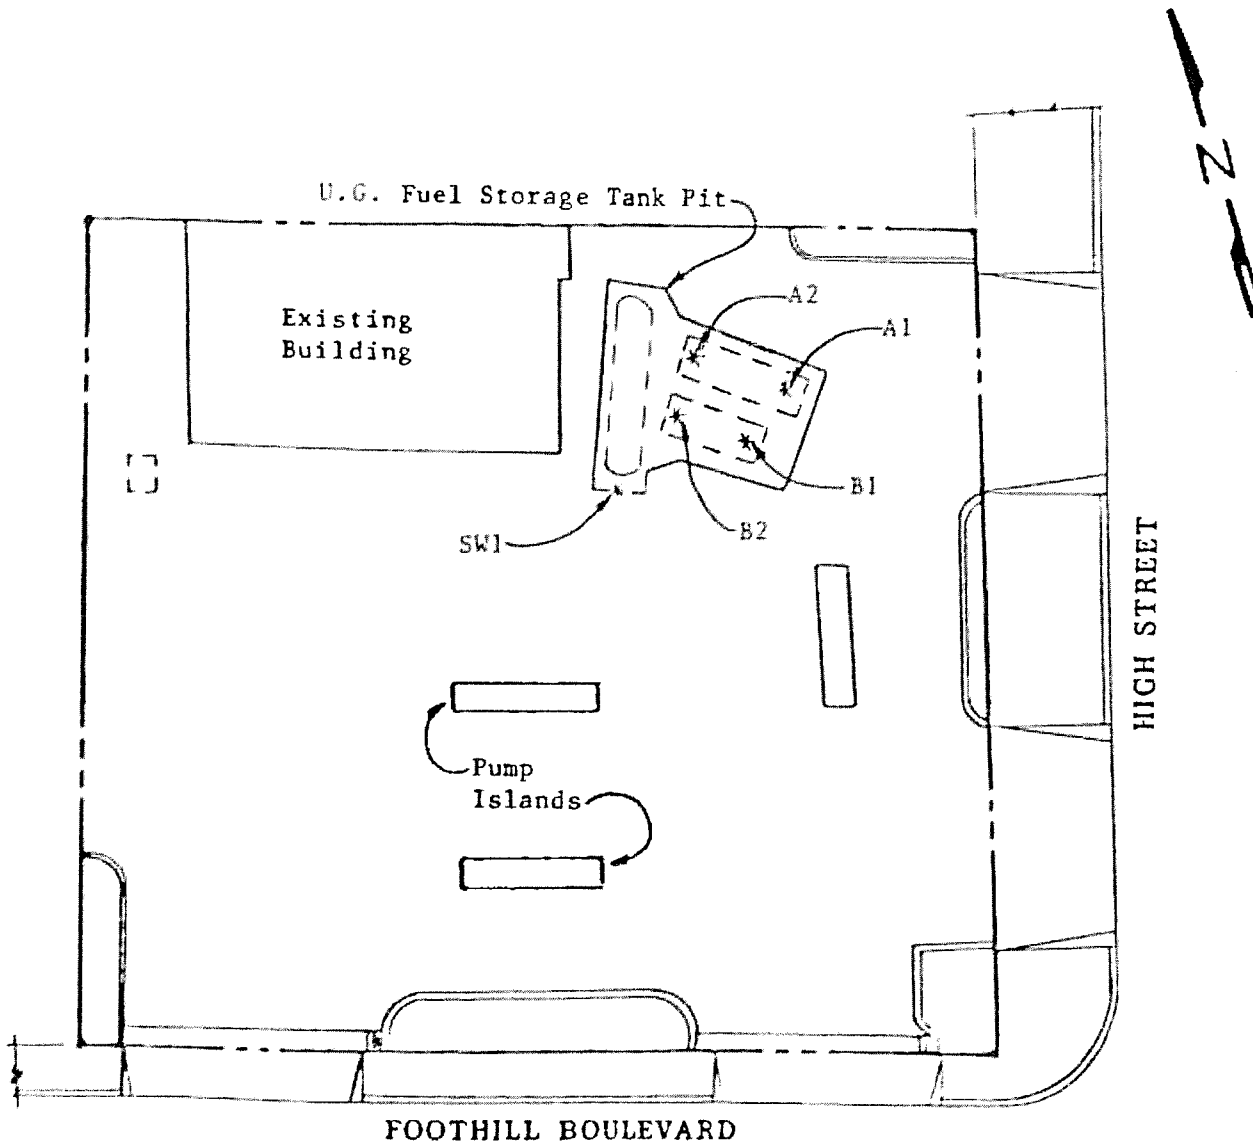 N
U.G. Fuel Storage Tank Pit
A2
A1
Existing
Building
B1
B2
SW1
HIGH STREET
Pump
Islands
FOOTHILL BOULEVARD